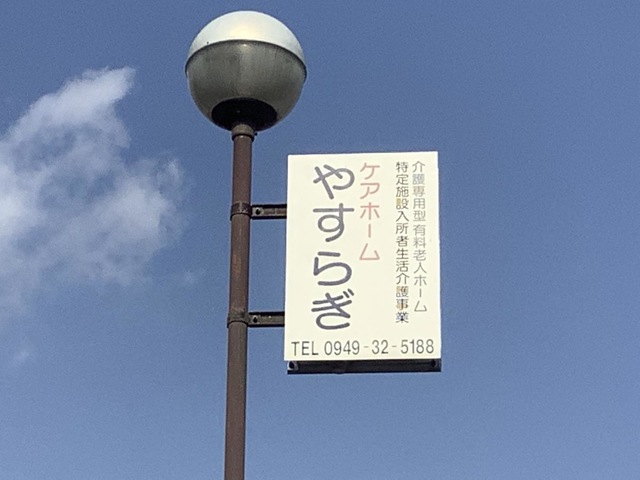 介護専用型有料老人ホーム
特定施設入所者生活介護事業
ケアホーム
やすらぎ
TEL 0949-32-5188